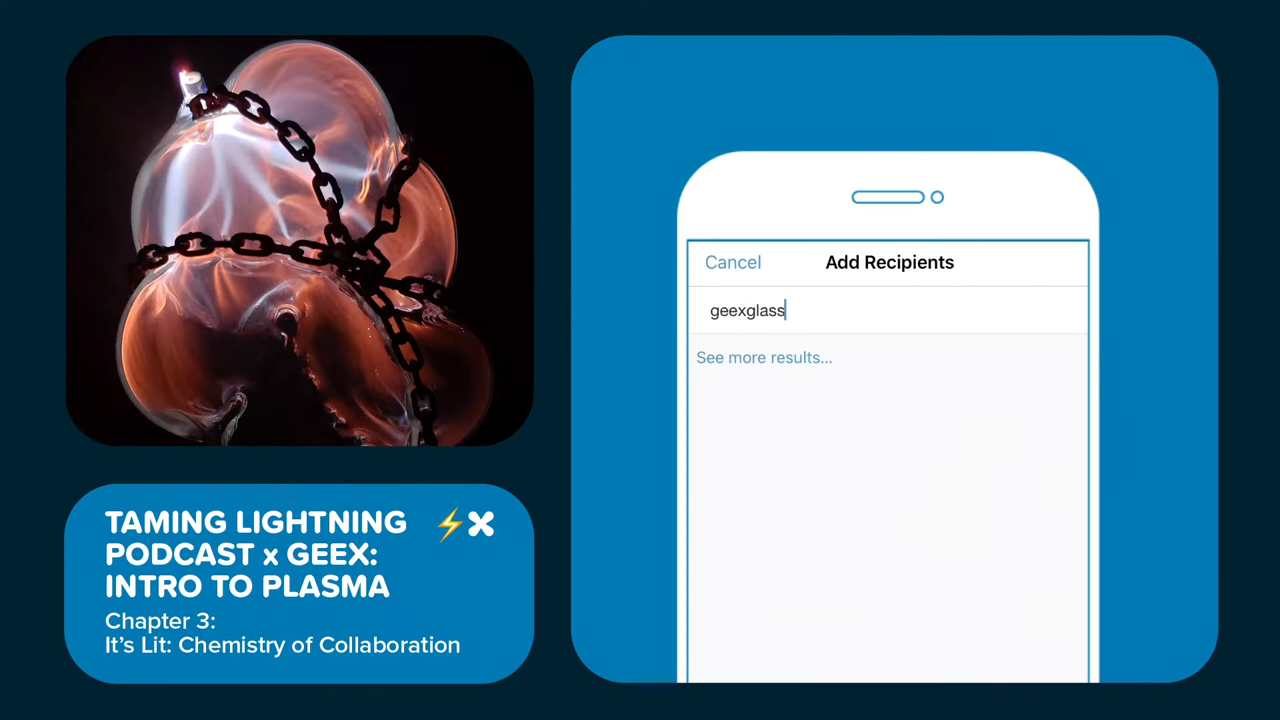 TAMING LIGHTNING ⚡x
PODCAST x GEEX:
INTRO TO PLASMA
Chapter 3:
It’s Lit: Chemistry of Collaboration
Cancel Add Recipients
geexglass
See more results...